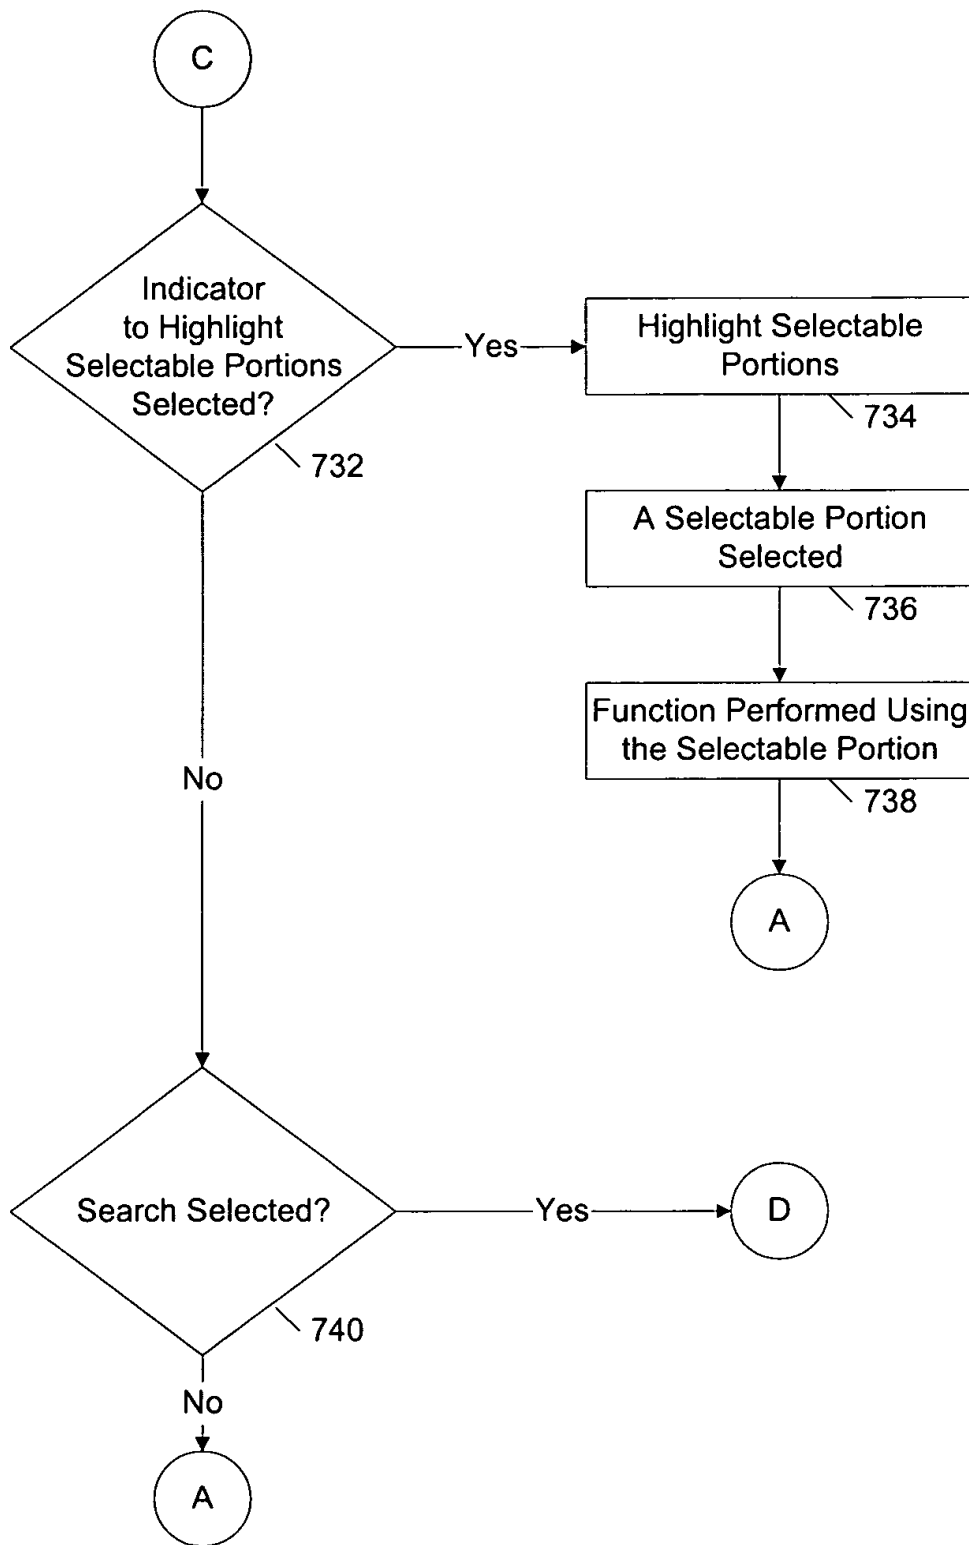 C
Indicator
to Highlight
Selectable Portions
Selected?
732
Yes
Highlight Selectable
Portions
734
A Selectable Portion
Selected
736
Function Performed Using
the Selectable Portion
738
A
No
Search Selected?
740
Yes
D
No
A